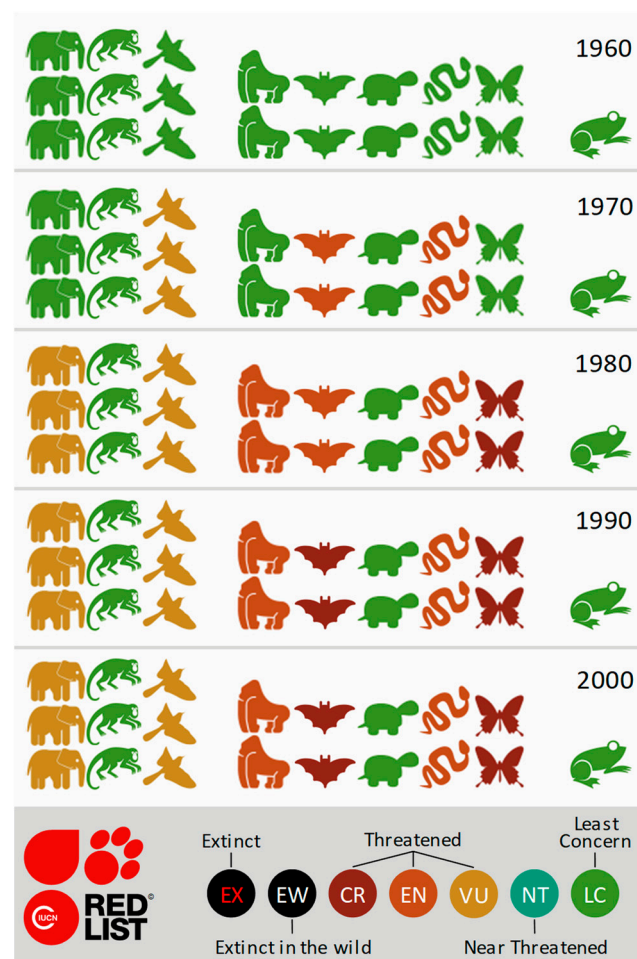 1960
1970
1980
1990
2000
Extinct
Threatened
Least
Concern
EX
EW
CR
EN
VU
NT
LC
IUCN
RED ©
LIST
Extinct in the wild
Near Threatened